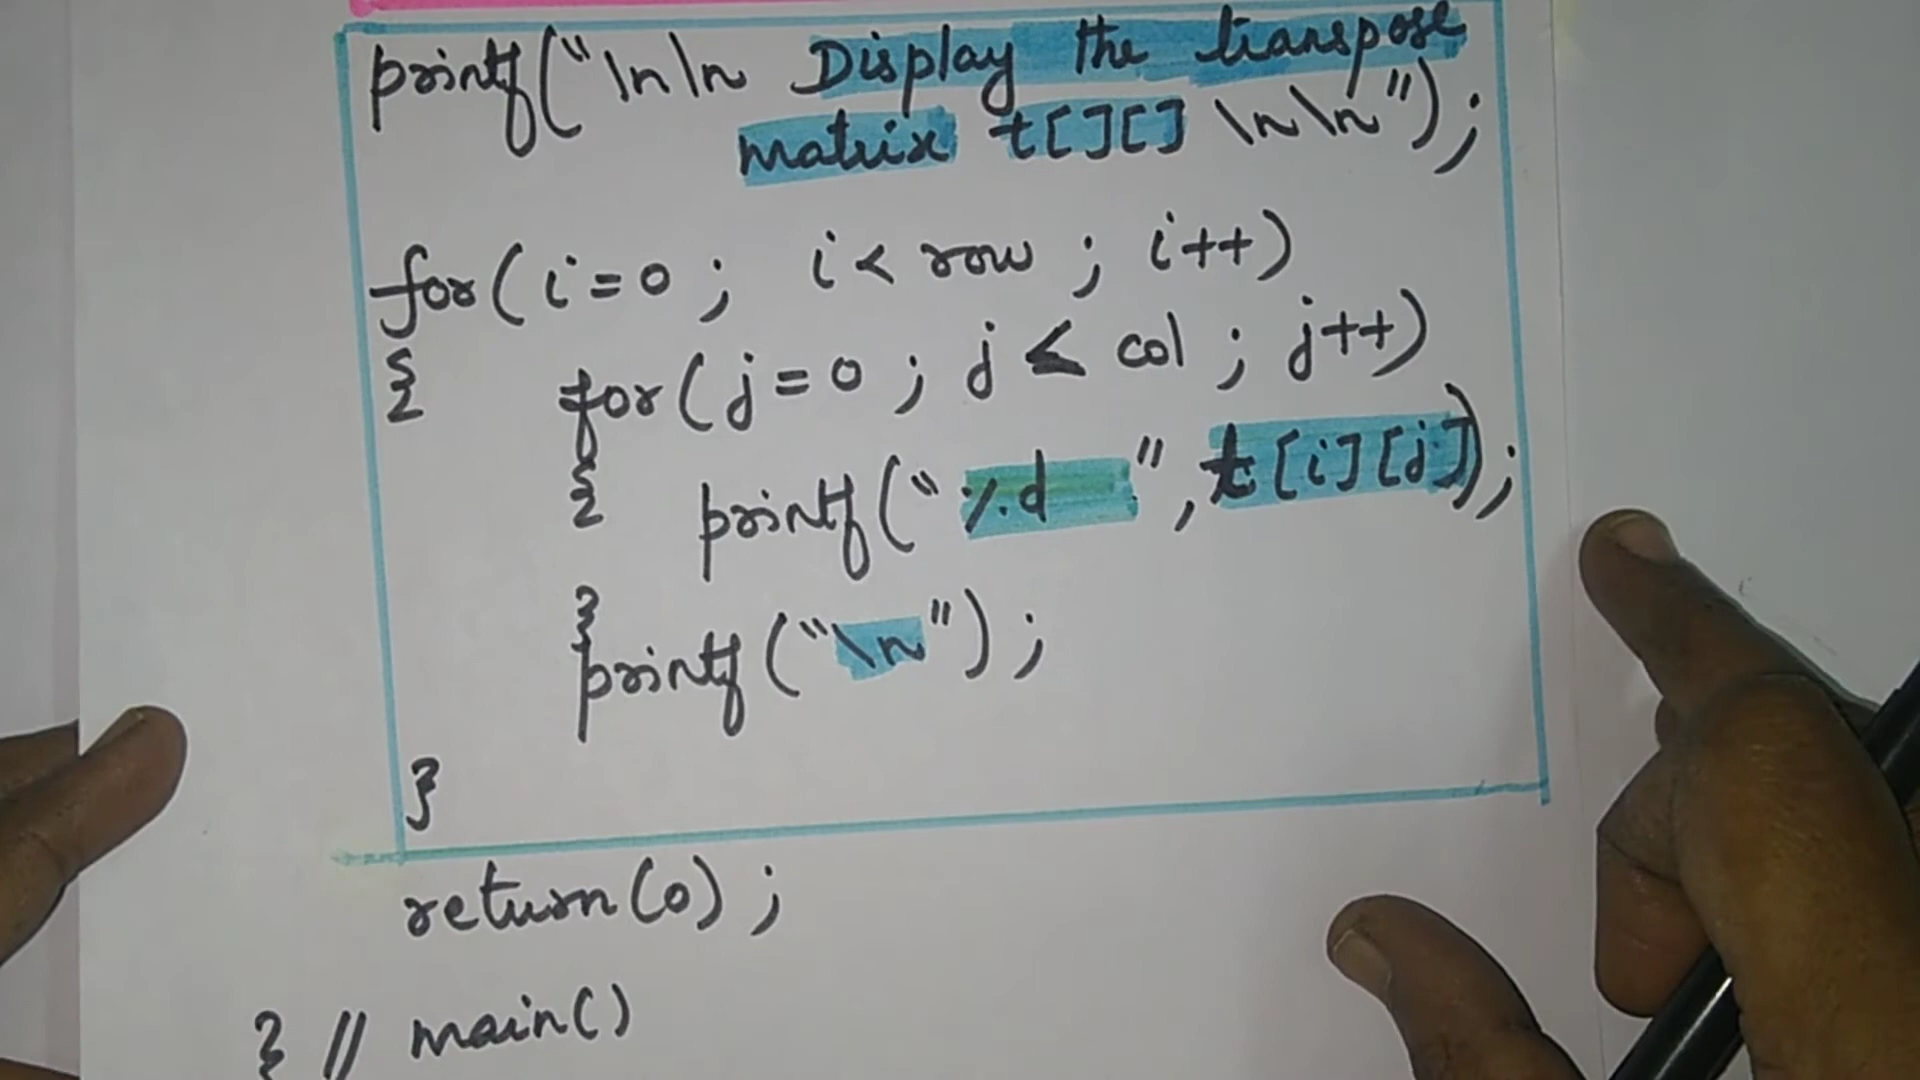 printf("\n\n Display the transpose
matrix t[][] \n\n");
for(i=0; i< row; i++)
{ for(j=0; j< col; j++)
{ printf("%d ",t[i][j]);
}
printf("\n");
}
return(0);
} // main()